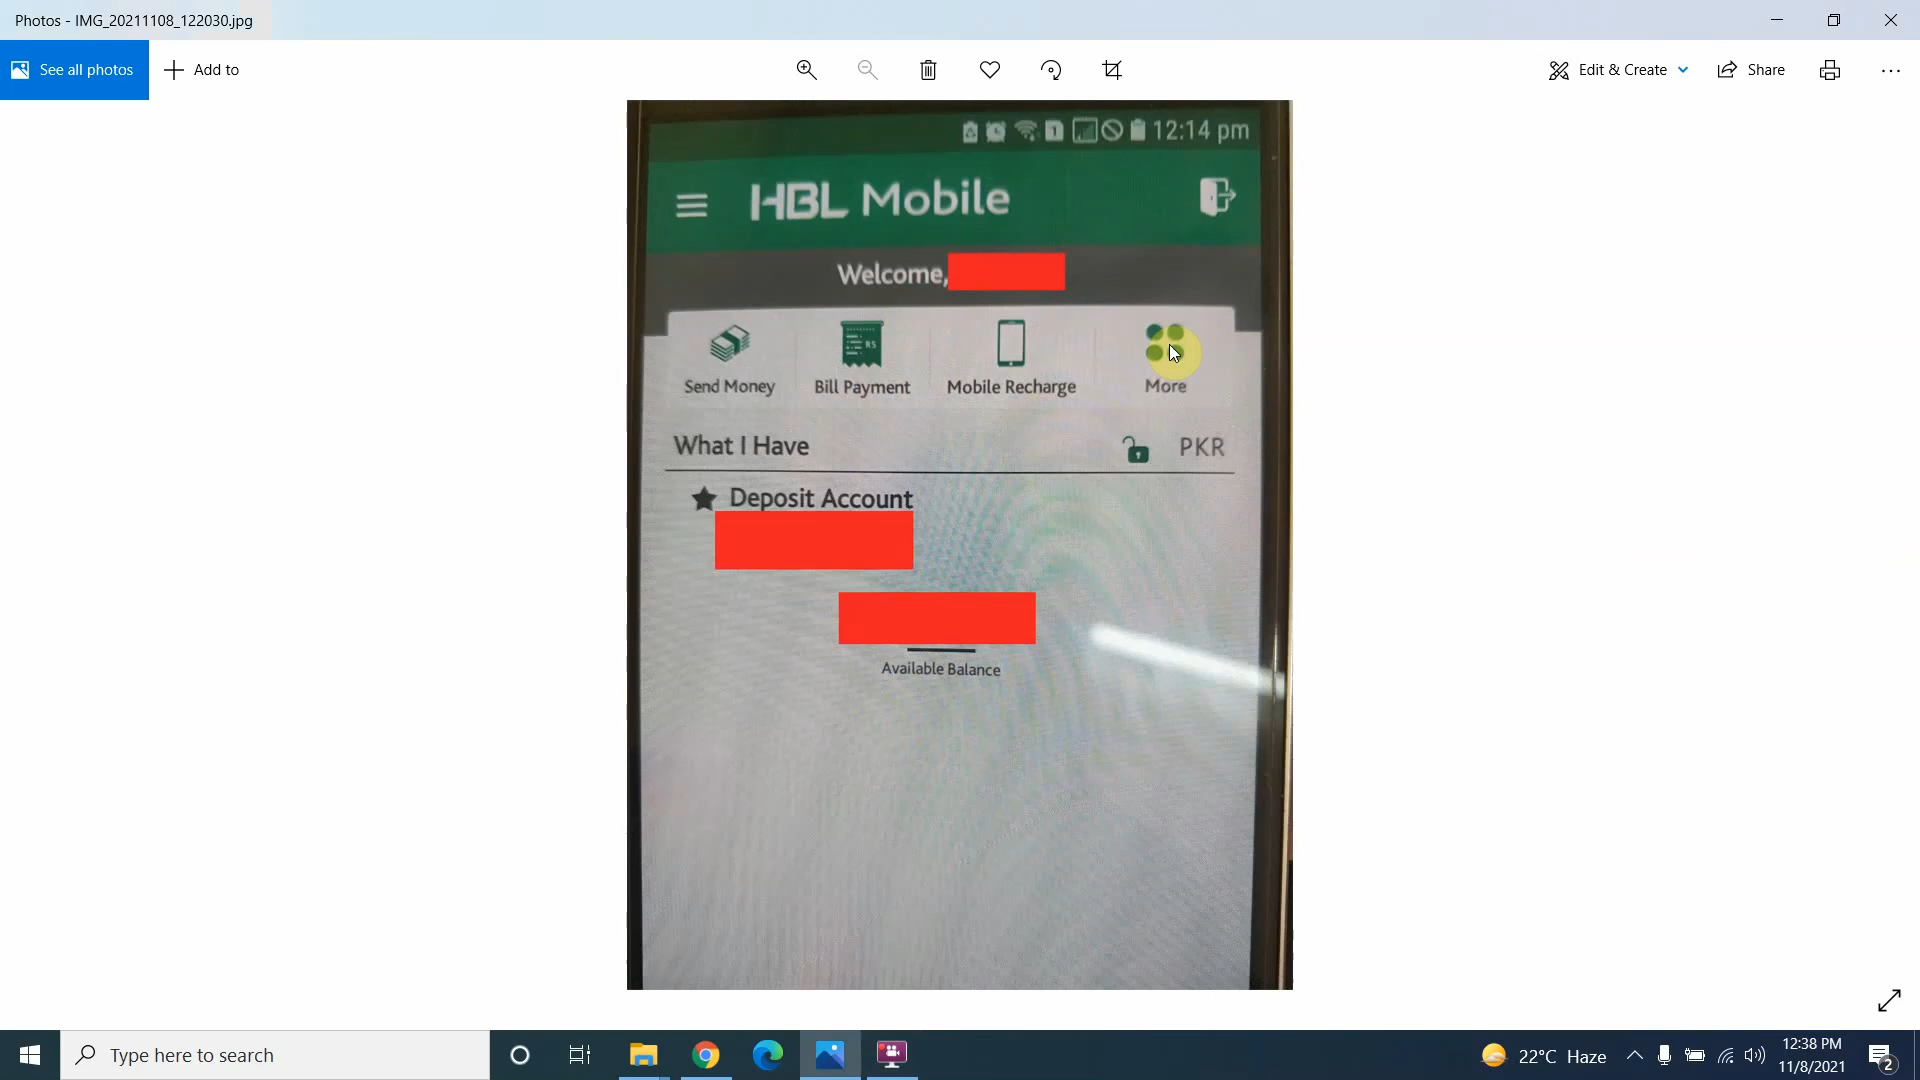 Photos - IMG_20211108_122030.jpg
See all photos
Add to
Edit & Create
Share
12:14 pm
HBL Mobile
Welcome,
Send Money
RS
Bill Payment
Mobile Recharge
More
What I Have
PKR
Deposit Account
Available Balance
Type here to search
22°C Haze
12:38 PM
11/8/2021
2